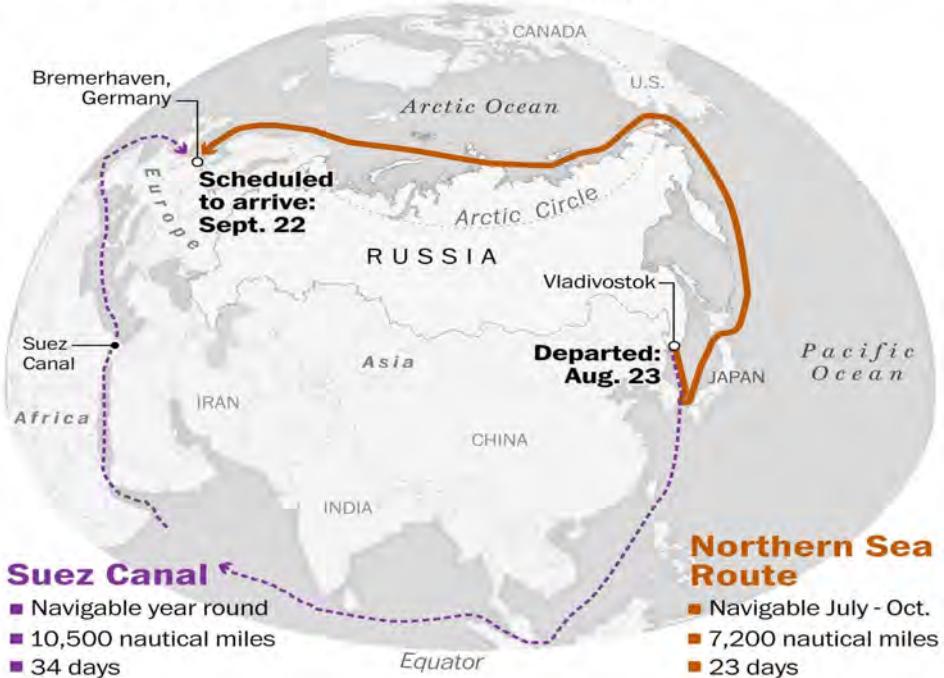 CANADA
U.S.
Bremerhaven,
Germany
Arctic Ocean
Scheduled
to arrive:
Sept. 22
Europe
Arctic Circle
RUSSIA
Vladivostok
Suez
Canal
Asia
Departed:
Aug. 23
JAPAN
Pacific
Ocean
IRAN
Africa
CHINA
INDIA
Suez Canal
Navigable year round
10,500 nautical miles
34 days
Equator
Northern Sea
Route
Navigable July - Oct.
7,200 nautical miles
23 days